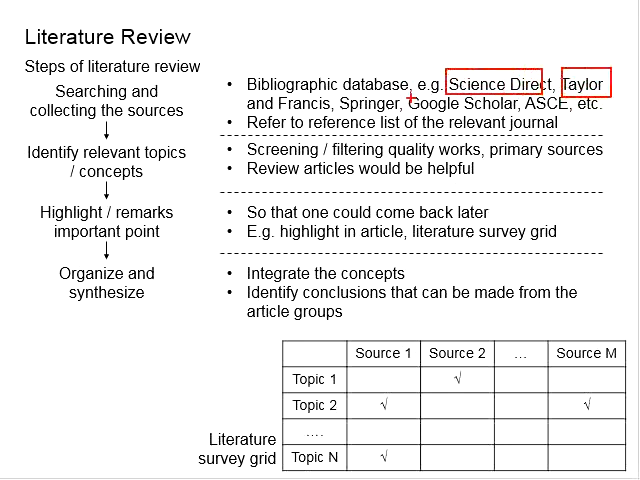 Literature Review
Steps of literature review
Searching and
collecting the sources
• Bibliographic database, e.g. Science Direct, Taylor
and Francis, Springer, Google Scholar, ASCE, etc.
• Refer to reference list of the relevant journal
Identify relevant topics
/ concepts
• Screening / filtering quality works, primary sources
• Review articles would be helpful
Highlight / remarks
important point
• So that one could come back later
• E.g. highlight in article, literature survey grid
Organize and
synthesize
• Integrate the concepts
• Identify conclusions that can be made from the
article groups
Literature
survey grid
Source 1 Source 2 … Source M
Topic 1 √
Topic 2 √ √
….
Topic N √